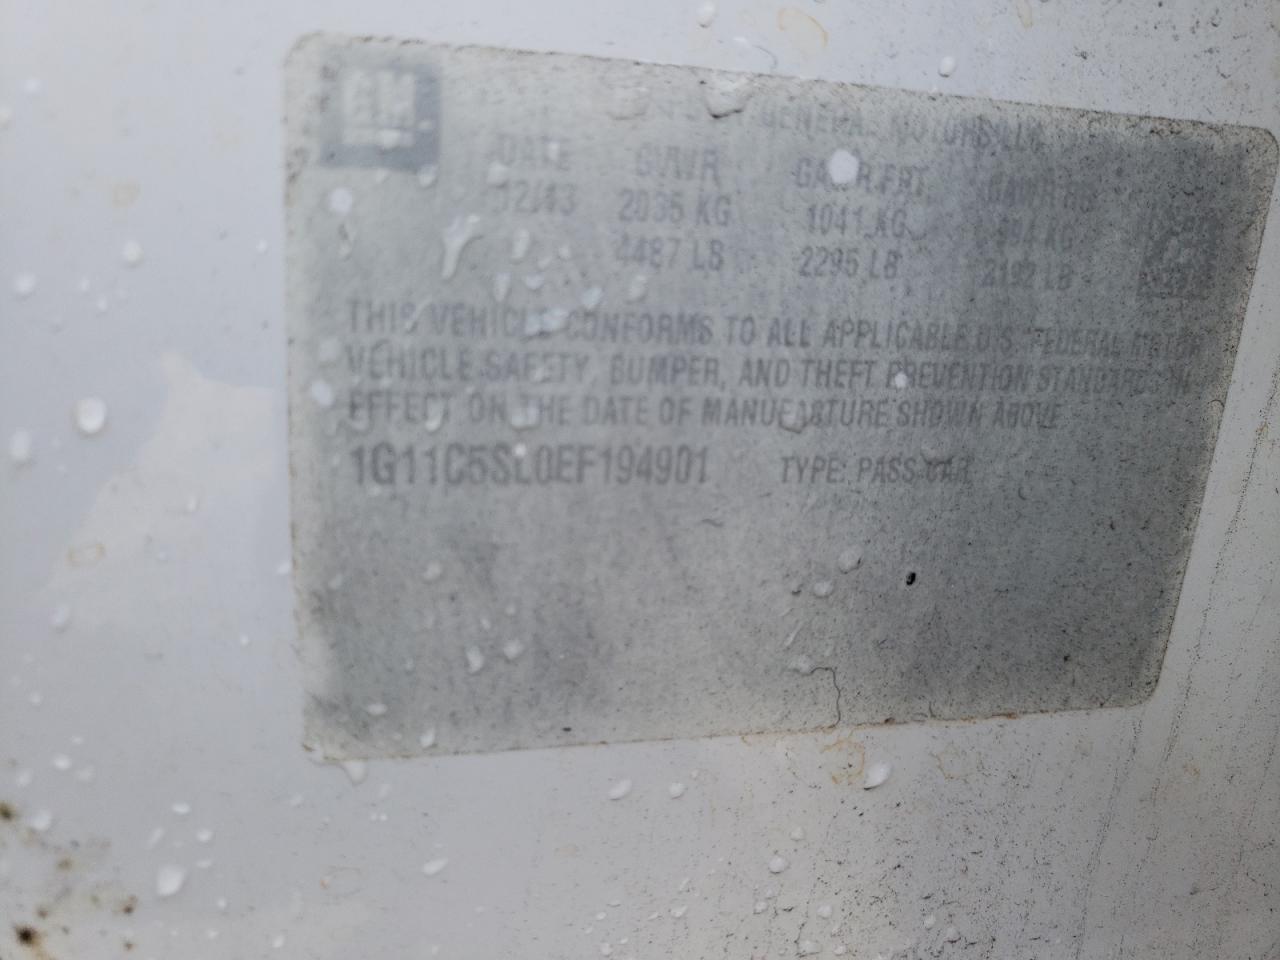 GM
GENERAL MOTORS LLC
DATE GVWR GAWR FRT GAWR RR
12/13 2035 KG 1041 KG 994 KG
4487 LB 2295 LB 2192 LB
THIS VEHICLE CONFORMS TO ALL APPLICABLE U.S. FEDERAL MOTOR
VEHICLE SAFETY, BUMPER, AND THEFT PREVENTION STANDARDS IN
EFFECT ON THE DATE OF MANUFACTURE SHOWN ABOVE
1G11C5SL0EF194901 TYPE: PASS CAR